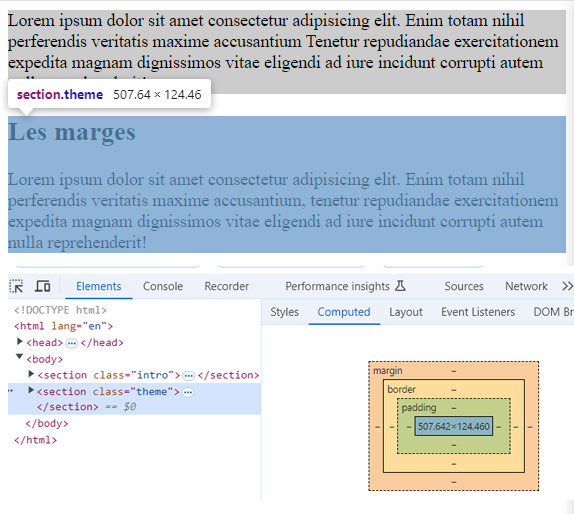 Lorem ipsum dolor sit amet consectetur adipisicing elit. Enim totam nihil
perferendis veritatis maxime accusantium Tenetur repudiandae exercitationem
expedita magnam dignissimos vitae eligendi ad iure incidunt corrupti autem
section.theme 507.64 × 124.46
Les marges
Lorem ipsum dolor sit amet consectetur adipisicing elit. Enim totam nihil
perferendis veritatis maxime accusantium, tenetur repudiandae exercitationem
expedita magnam dignissimos vitae eligendi ad iure incidunt corrupti autem
nulla reprehenderit!
Elements Console Recorder Performance insights Sources Network
<!DOCTYPE html>
<html lang="en">
<head> ⋯ </head>
<body>
<section class="intro"> ⋯ </section>
<section class="theme"> ⋯
</section> == $0
</body>
</html>
Styles Computed Layout Event Listeners DOM Br
margin –
border –
padding –
– – – 507.642×124.460 – – –
–
–
–